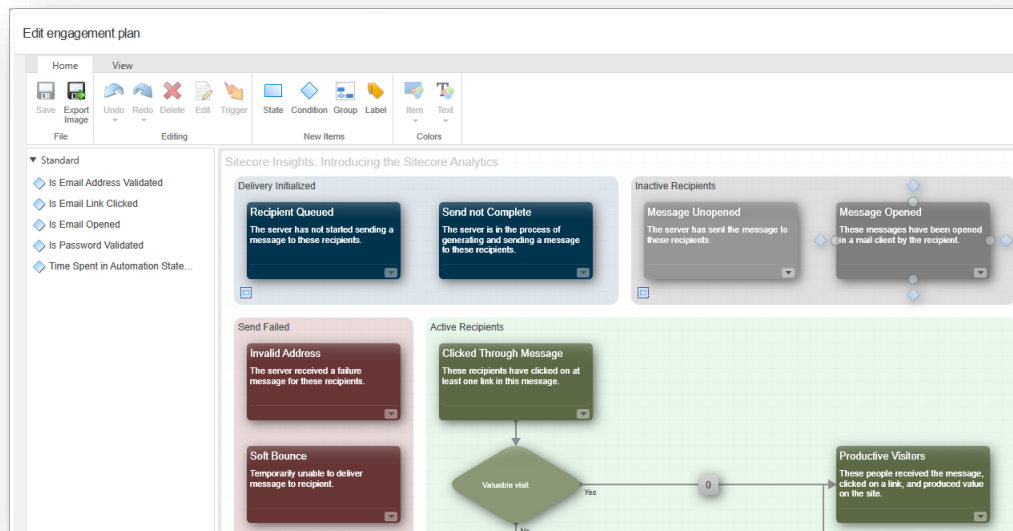 Edit engagement plan
Home View
Save Export Image Undo Redo Delete Edit Trigger State Condition Group Label Item Text
File Editing New Items Colors
Standard
Is Email Address Validated
Is Email Link Clicked
Is Email Opened
Is Password Validated
Time Spent in Automation State...
Sitecore Insights: Introducing the Sitecore Analytics
Delivery Initialized
Recipient Queued
The server has not started sending a
message to these recipients.
Send not Complete
The server is in the process of
generating and sending a message
to these recipients.
Inactive Recipients
Message Unopened
The server has sent the message to
these recipients.
Message Opened
These messages have been opened
in a mail client by the recipient.
Send Failed
Invalid Address
The server received a failure
message for these recipients.
Soft Bounce
Temporarily unable to deliver
message to recipient.
Active Recipients
Clicked Through Message
These recipients have clicked on at
least one link in this message.
Valuable visit
Yes
0
No
Productive Visitors
These people received the message,
clicked on a link, and produced value
on the site.